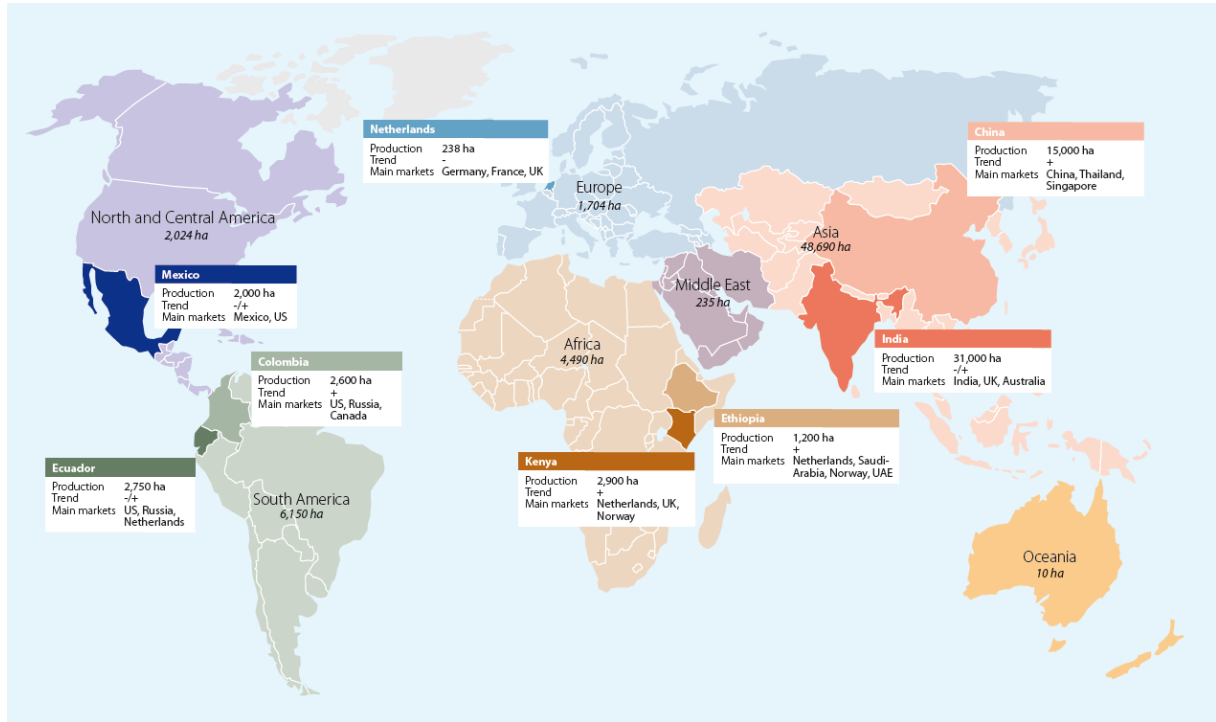 Netherlands
Production 238 ha
Trend -
Main markets Germany, France, UK
China
Production 15,000 ha
Trend +
Main markets China, Thailand,
Singapore
North and Central America
2,024 ha
Europe
1,704 ha
Asia
48,690 ha
Mexico
Production 2,000 ha
Trend -/+
Main markets Mexico, US
Middle East
235 ha
Africa
4,490 ha
India
Production 31,000 ha
Trend -/+
Main markets India, UK, Australia
Colombia
Production 2,600 ha
Trend +
Main markets US, Russia,
Canada
Ethiopia
Production 1,200 ha
Trend +
Main markets Netherlands, Saudi-
Arabia, Norway, UAE
Ecuador
Production 2,750 ha
Trend -/+
Main markets US, Russia,
Netherlands
Kenya
Production 2,900 ha
Trend +
Main markets Netherlands, UK,
Norway
South America
6,150 ha
Oceania
10 ha